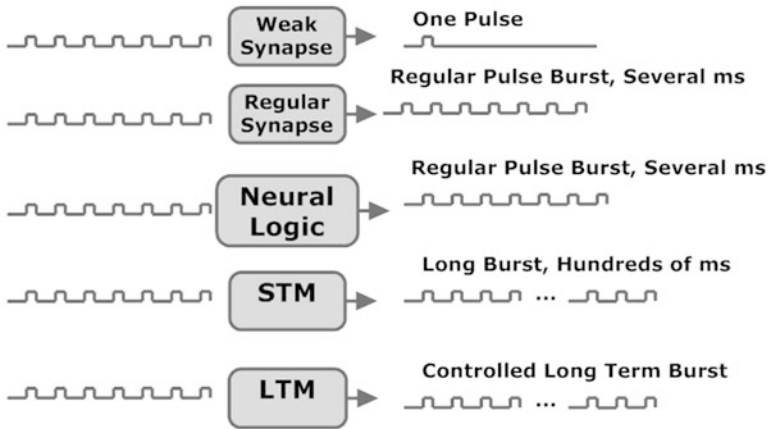 Weak
Synapse
One Pulse
Regular
Synapse
Regular Pulse Burst, Several ms
Neural
Logic
Regular Pulse Burst, Several ms
STM
Long Burst, Hundreds of ms
...
LTM
Controlled Long Term Burst
...